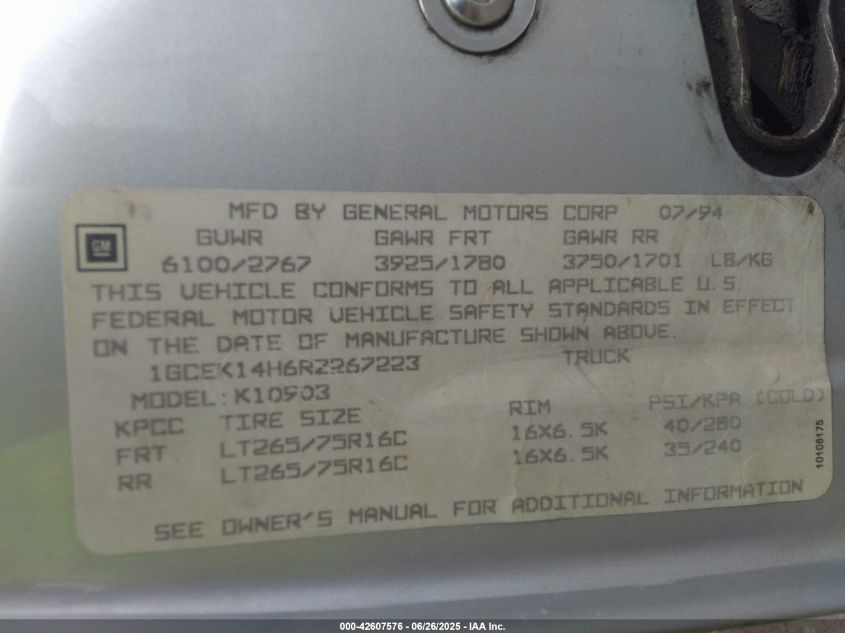 MFD BY GENERAL MOTORS CORP 07/94
GM
GVWR GAWR FRT GAWR RR
6100/2767 3925/1780 3750/1701 LB/KG
THIS VEHICLE CONFORMS TO ALL APPLICABLE U.S.
FEDERAL MOTOR VEHICLE SAFETY STANDARDS IN EFFECT
ON THE DATE OF MANUFACTURE SHOWN ABOVE.
1GCEK14H6RZ267223 TRUCK
MODEL: K10903
KPCC TIRE SIZE RIM PSI/KPA (COLD)
FRT LT265/75R16C 16X6.5K 40/280
RR LT265/75R16C 16X6.5K 35/240
SEE OWNER'S MANUAL FOR ADDITIONAL INFORMATION
10108175
000-42607576 - 06/26/2025 - IAA Inc.